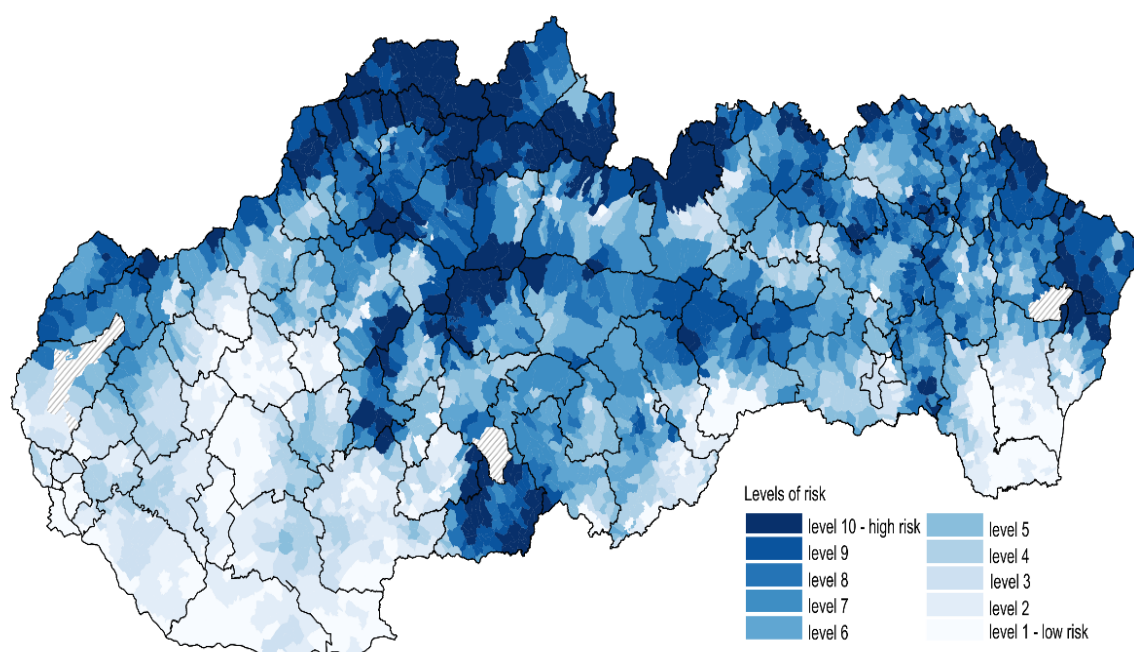 Levels of risk
level 10 - high risk
level 9
level 8
level 7
level 6
level 5
level 4
level 3
level 2
level 1 - low risk